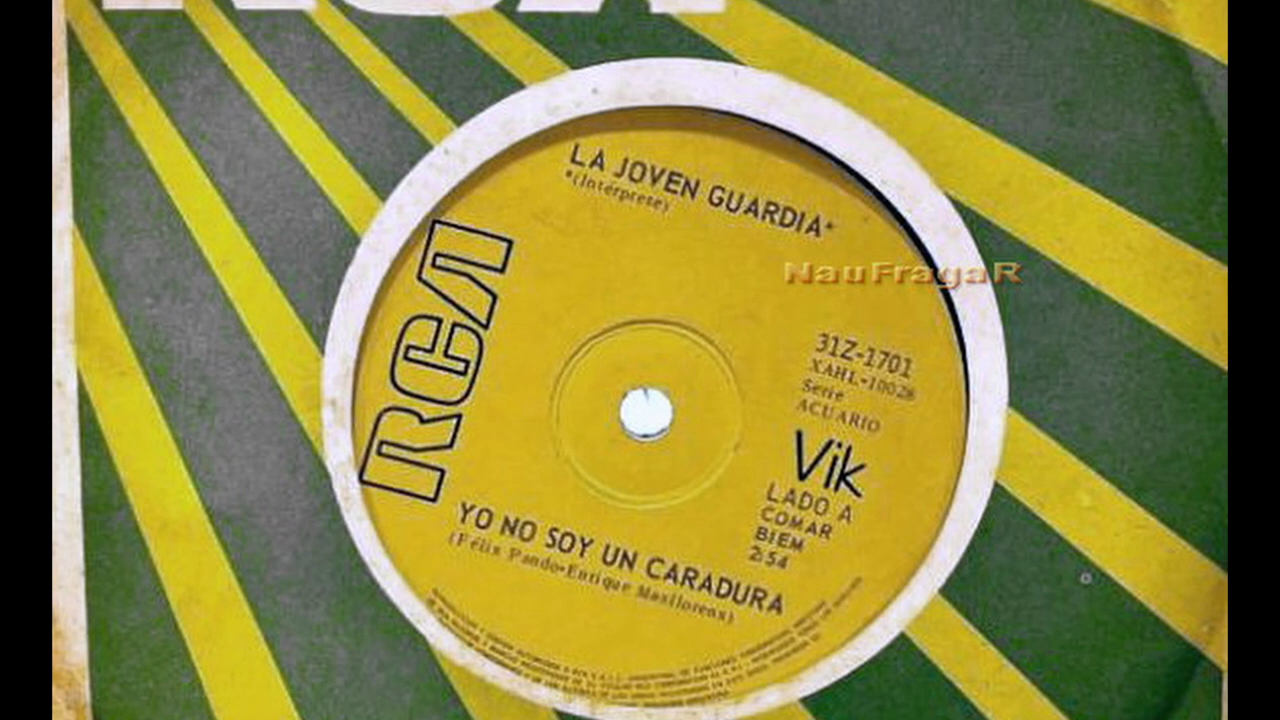 RCA
LA JOVEN GUARDIA*
*(Intérprete)
NauFragaR
RCA
31Z-1701
XAHL-10026
Serie
ACUARIO
Vik
LADO A
COMAR
BIEM
2:54
YO NO SOY UN CARADURA
(Félix Pando-Enrique Masllorens)